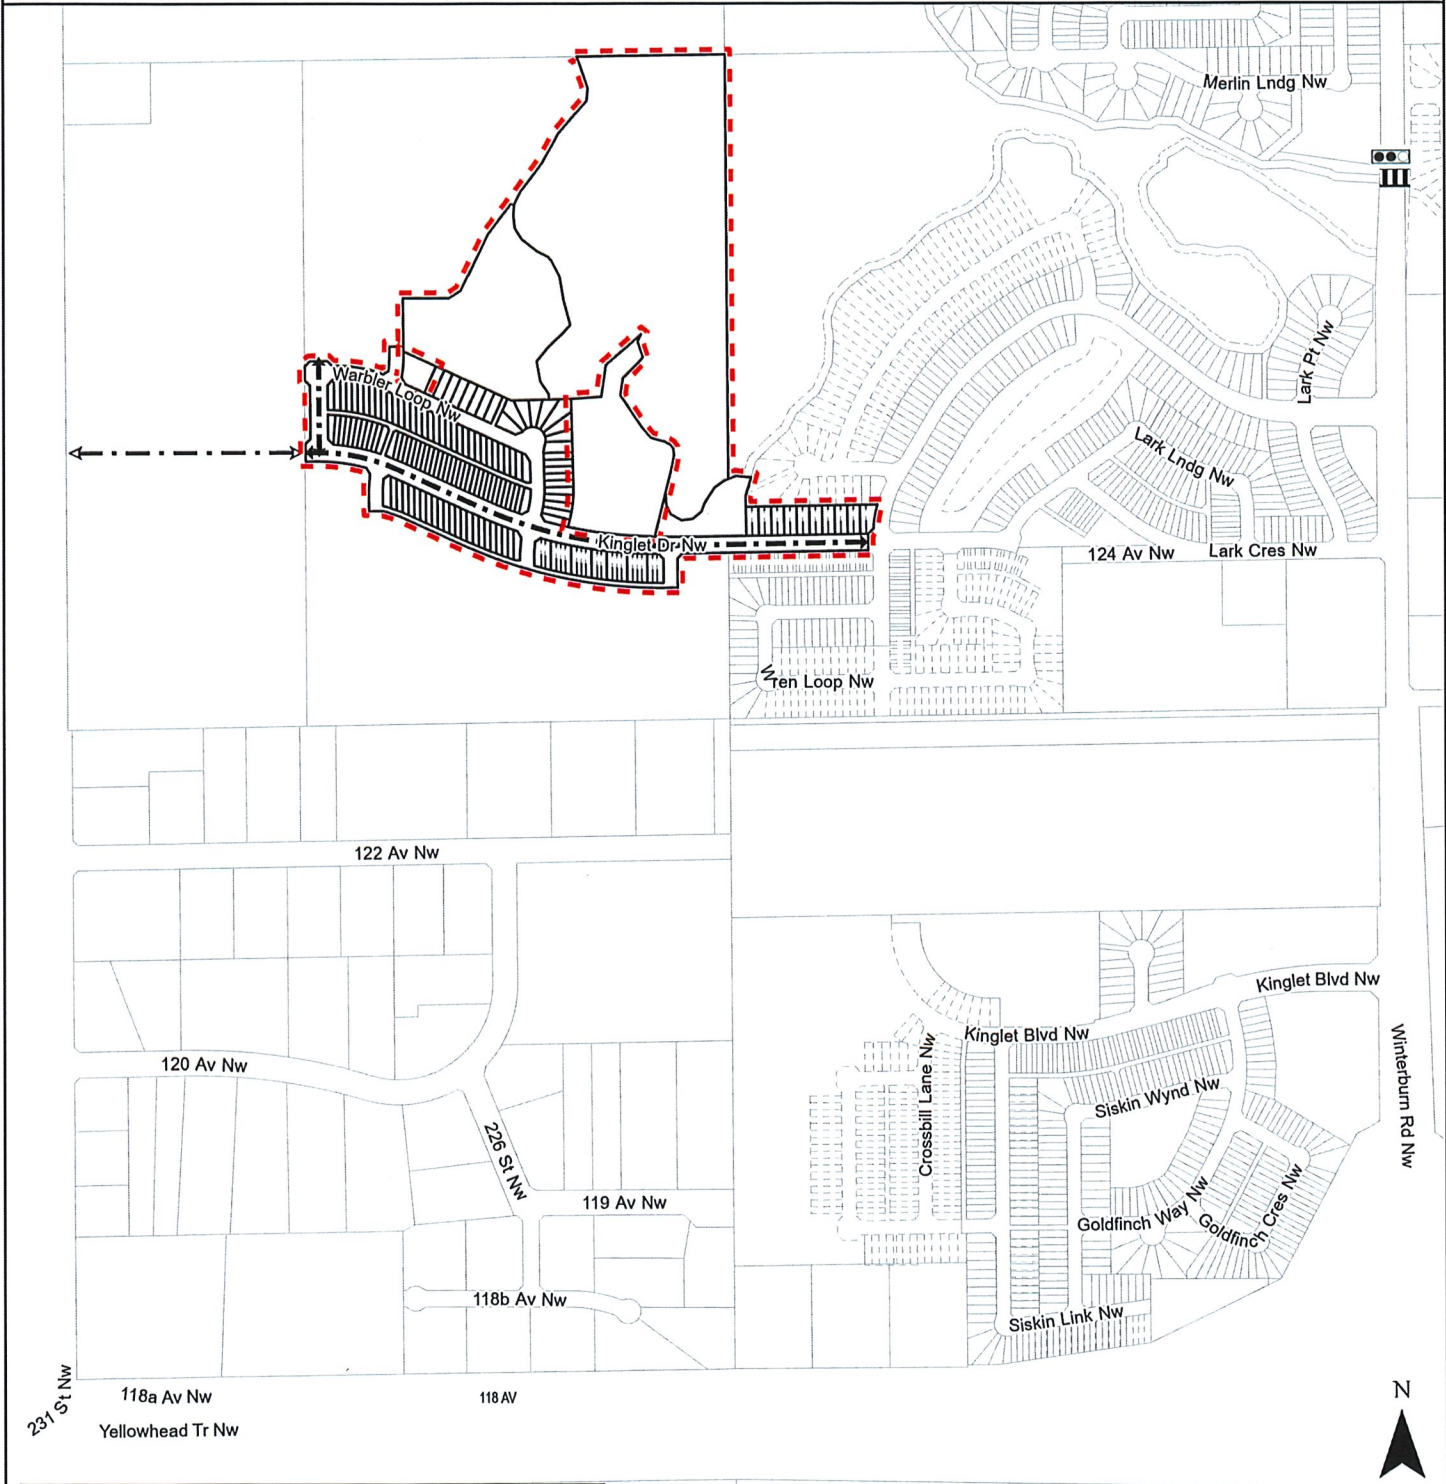 Merlin Lndg Nw
Lark Pt Nw
Warbler Loop Nw
Lark Lndg Nw
Kinglet Dr Nw
124 Av Nw
Lark Cres Nw
Wren Loop Nw
122 Av Nw
Kinglet Blvd Nw
Kinglet Blvd Nw
Winterburn Rd Nw
120 Av Nw
Crossbill Lane Nw
Siskin Wynd Nw
226 St Nw
119 Av Nw
Goldfinch Way Nw
Goldfinch Cres Nw
118b Av Nw
Siskin Link Nw
231 St Nw
118a Av Nw
118 AV
N
Yellowhead Tr Nw